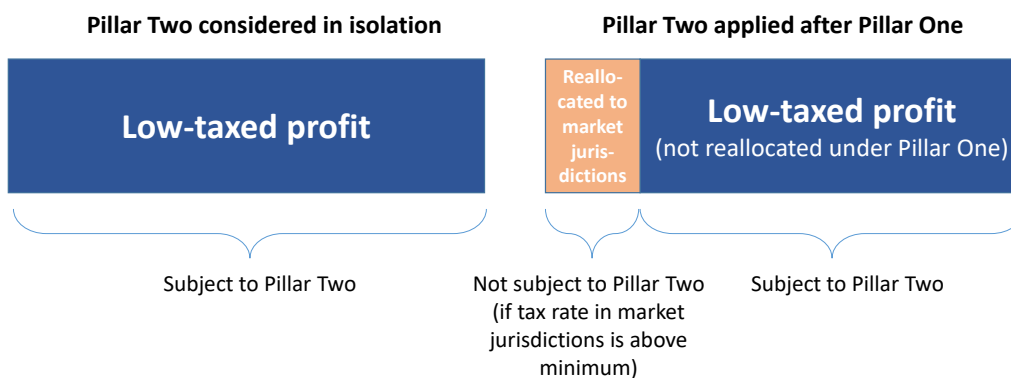 Pillar Two considered in isolation
Low-taxed profit
Subject to Pillar Two
Pillar Two applied after Pillar One
Reallo-
cated to
market
juris-
dictions
Low-taxed profit
(not reallocated under Pillar One)
Not subject to Pillar Two
(if tax rate in market
jurisdictions is above
minimum)
Subject to Pillar Two